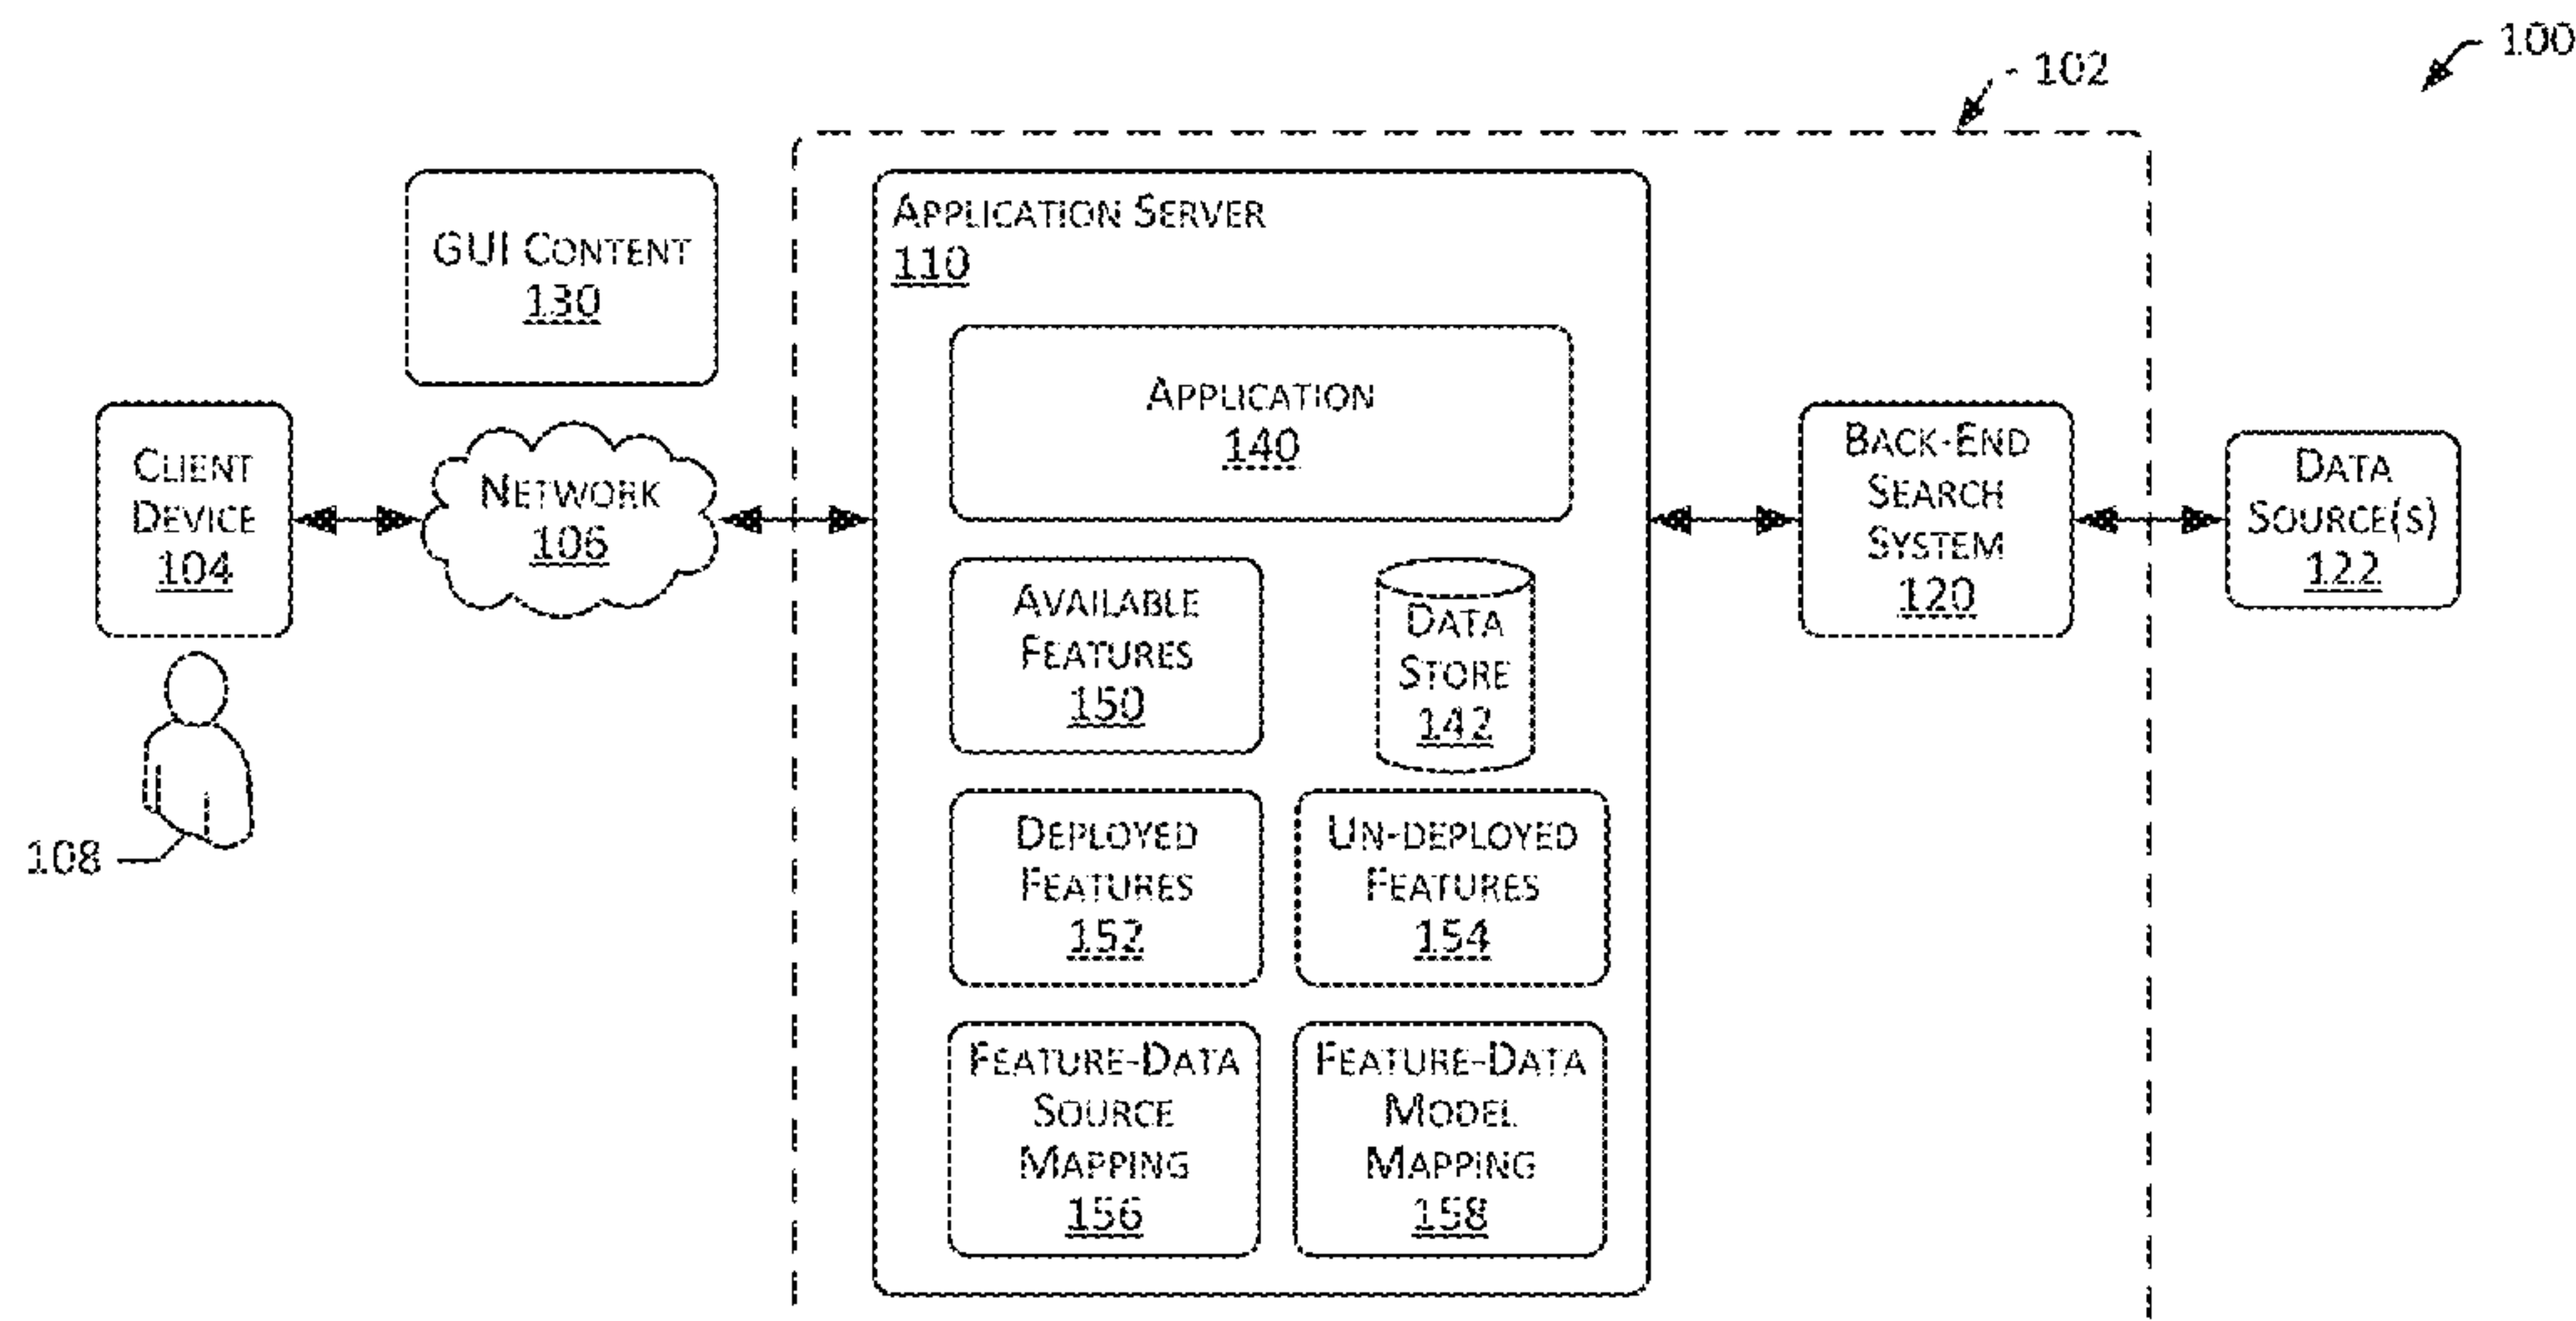 100
102
GUI CONTENT
130
APPLICATION SERVER
110
APPLICATION
140
CLIENT
DEVICE
104
NETWORK
106
BACK-END
SEARCH
SYSTEM
120
DATA
SOURCE(S)
122
AVAILABLE
FEATURES
150
DATA
STORE
142
108
DEPLOYED
FEATURES
152
UN-DEPLOYED
FEATURES
154
FEATURE-DATA
SOURCE
MAPPING
156
FEATURE-DATA
MODEL
MAPPING
158